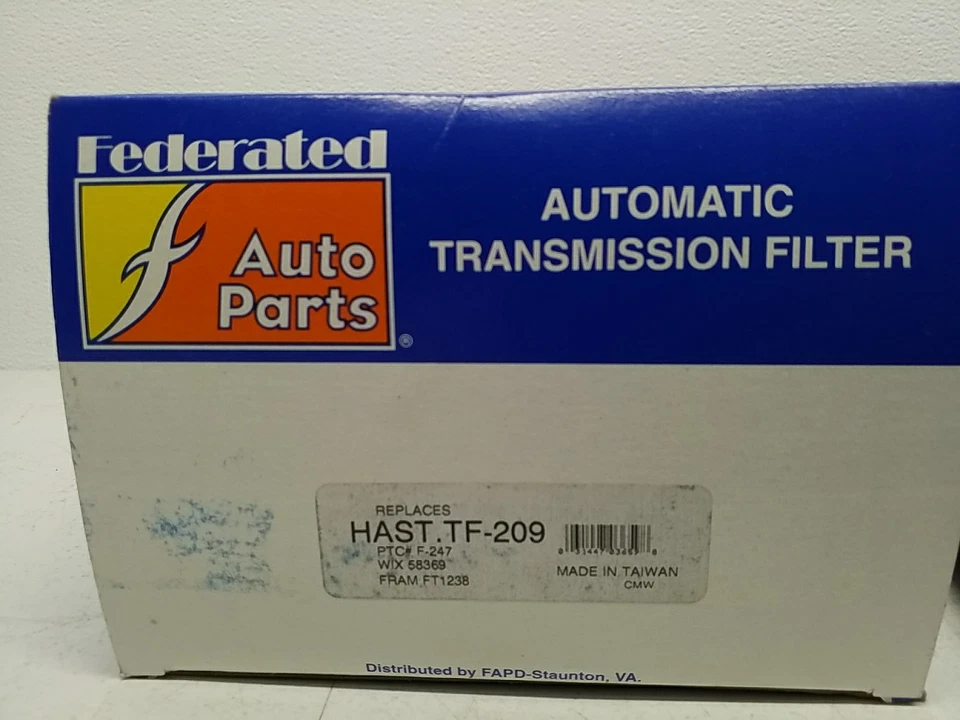 Federated
Auto
Parts
®
AUTOMATIC
TRANSMISSION FILTER
REPLACES
HAST.TF-209
PTC# F-247
WIX 58369
FRAM FT1238
MADE IN TAIWAN
CMW
Distributed by FAPD-Staunton, VA.